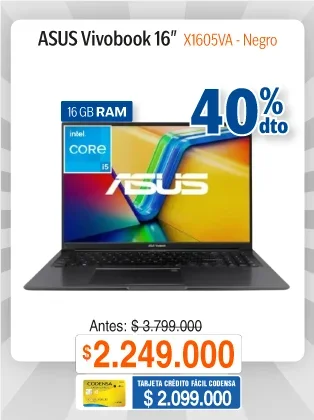 ASUS Vivobook 16" X1605VA - Negro
16 GB RAM
40% dto
intel
CORE
i5
ASUS
Antes: $ 3.799.000
$ 2.249.000
CODENSA
TARJETA CRÉDITO FÁCIL CODENSA
$ 2.099.000